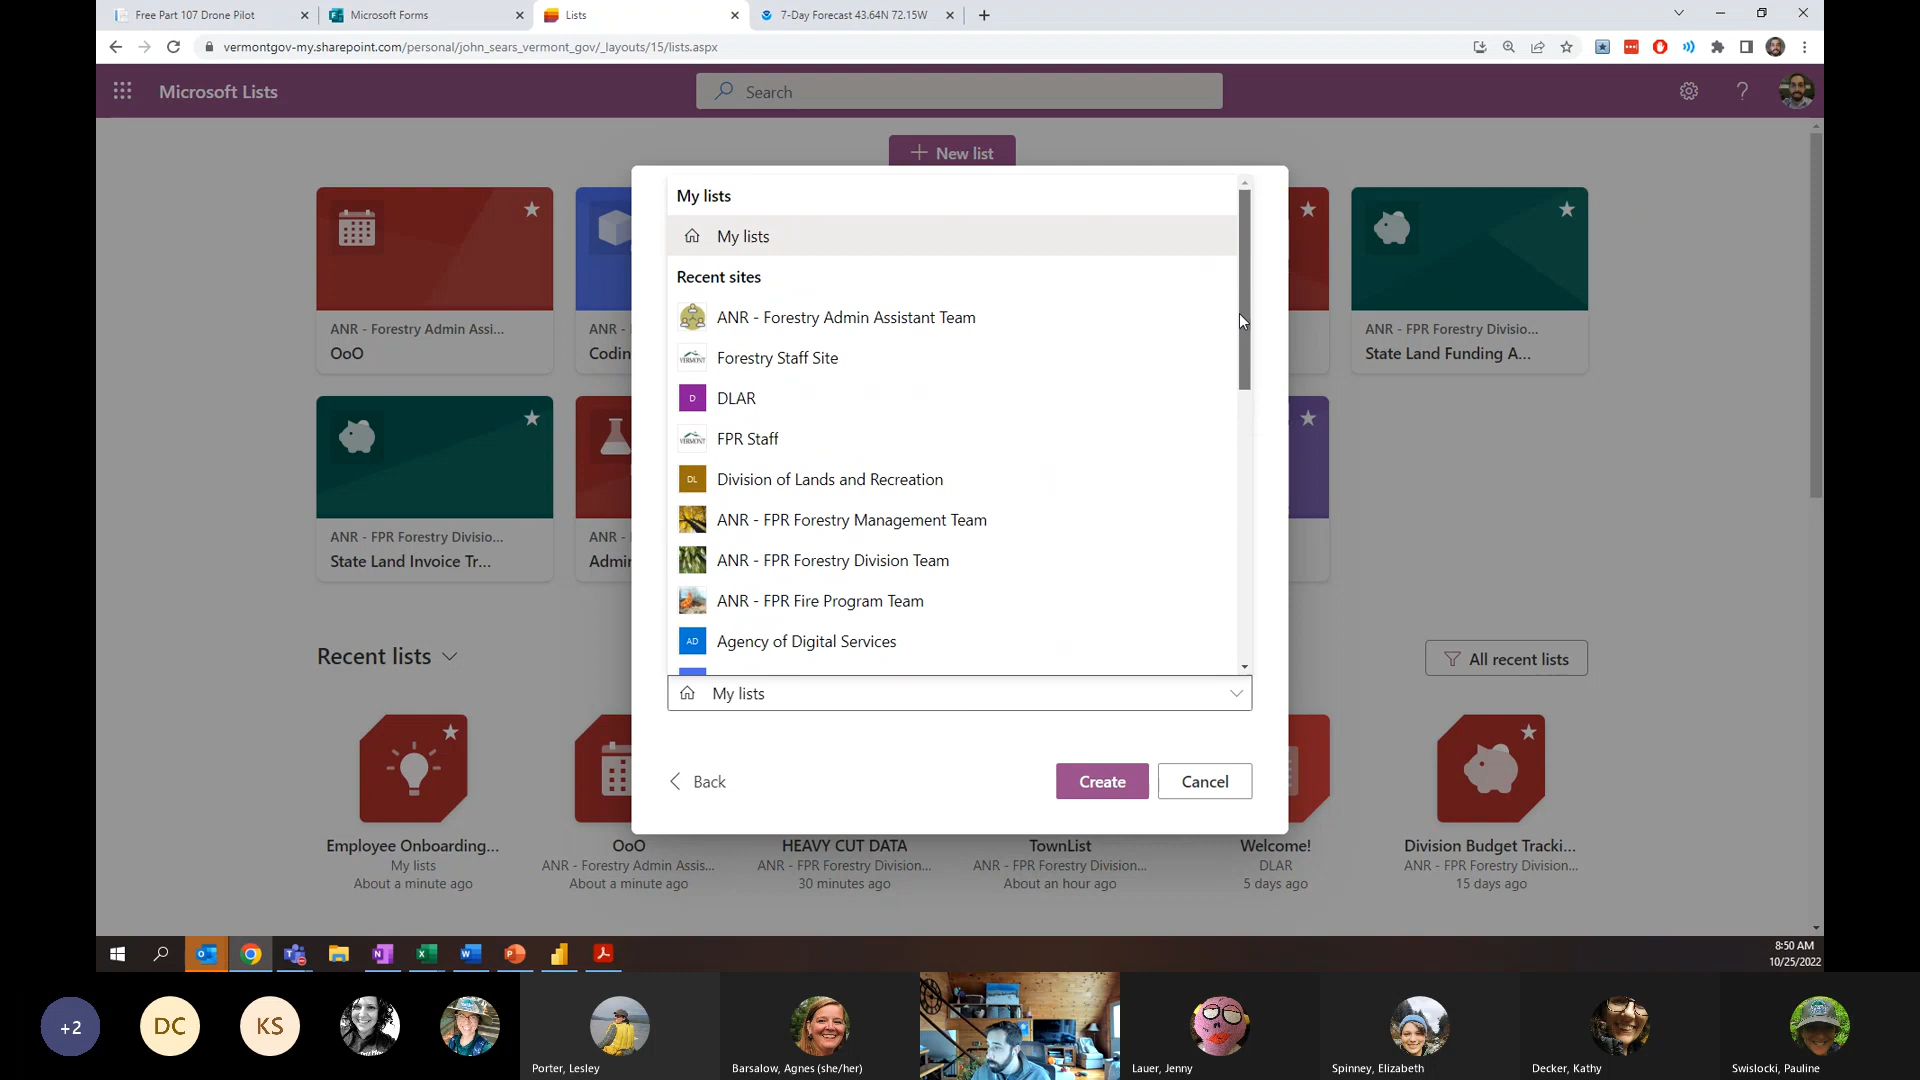 Free Part 107 Drone Pilot
Microsoft Forms
Lists
7-Day Forecast 43.64N 72.15W
vermontgov-my.sharepoint.com/personal/john_sears_vermont_gov/_layouts/15/lists.aspx
Microsoft Lists
Search
New list
My lists
My lists
Recent sites
ANR - Forestry Admin Assistant Team
Forestry Staff Site
D DLAR
FPR Staff
DL Division of Lands and Recreation
ANR - FPR Forestry Management Team
ANR - FPR Forestry Division Team
ANR - FPR Fire Program Team
AD Agency of Digital Services
My lists
Back
Create
Cancel
ANR - Forestry Admin Assi...
OoO
ANR -
Codin
ANR - FPR Forestry Divisio...
State Land Funding A...
ANR - FPR Forestry Divisio...
State Land Invoice Tr...
ANR -
Admin
Recent lists
All recent lists
Employee Onboarding...
My lists
About a minute ago
OoO
ANR - Forestry Admin Assis...
About a minute ago
HEAVY CUT DATA
ANR - FPR Forestry Division...
30 minutes ago
TownList
ANR - FPR Forestry Division...
About an hour ago
Welcome!
DLAR
5 days ago
Division Budget Tracki...
ANR - FPR Forestry Division...
15 days ago
8:50 AM
10/25/2022
+2
DC
KS
Porter, Lesley
Barsalow, Agnes (she/her)
Lauer, Jenny
Spinney, Elizabeth
Decker, Kathy
Swislocki, Pauline